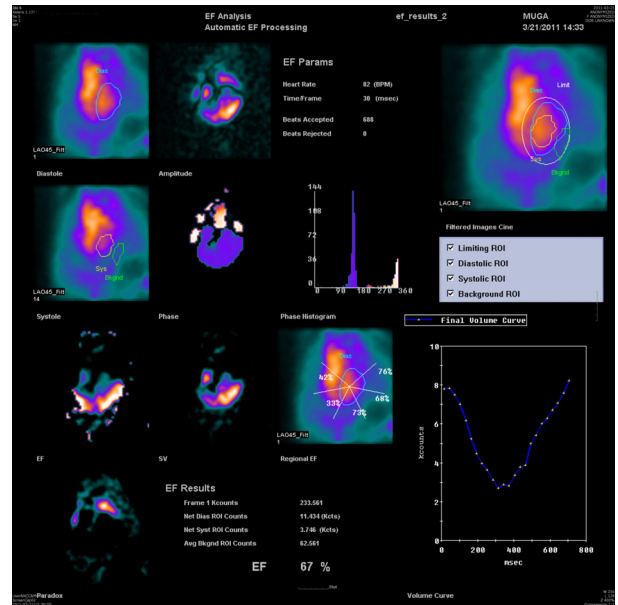 EF Analysis
Automatic EF Processing
ef_results_2
MUGA
3/21/2011 14:33
EF Params
Heart Rate 82 (BPM)
Time/Frame 30 (msec)
Beats Accepted 688
Beats Rejected 0
Dias
LAO45_Filt
1
Diastole
Amplitude
Dias
Limit
Sys
Bkgnd
1
Sys
Bkgnd
LAO45_Filt
14
Systole
Phase
144
108
72
36
0
0 90 180 270 360
Phase Histogram
Filtered Images Cine
Limiting ROI
Diastolic ROI
Systolic ROI
Background ROI
Final Volume Curve
EF
SV
Dias
42%
76%
68%
33%
73%
LAO45_Filt
1
Regional EF
10
8
6
4
2
0
kcounts
0 200 400 600 800
msec
Volume Curve
EF Results
Frame 1 Kcounts 233.561
Net Dias ROI Counts 11.434 (Kcts)
Net Syst ROI Counts 3.746 (Kcts)
Avg Bkgnd ROI Counts 62.561
EF 67 %
Paradox